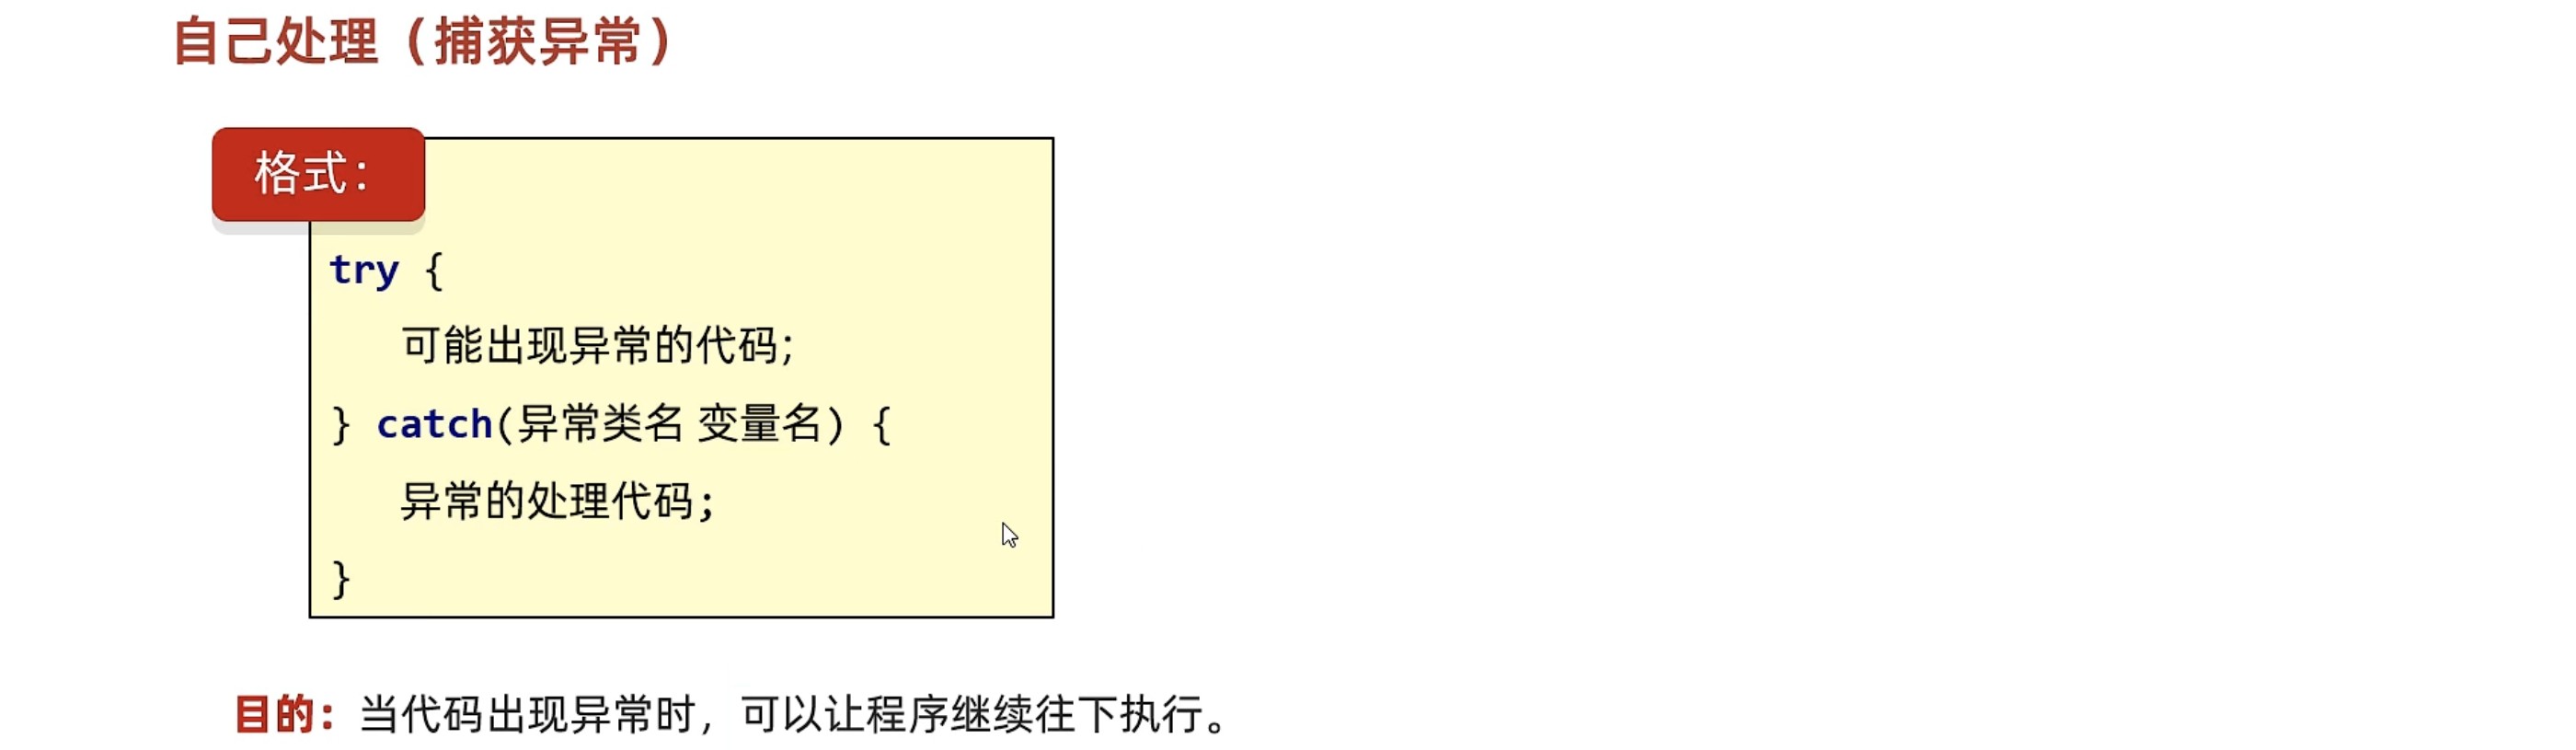 自己处理（捕获异常）
格式：
try {
可能出现异常的代码;
} catch(异常类名 变量名) {
异常的处理代码;
}
目的：当代码出现异常时，可以让程序继续往下执行。